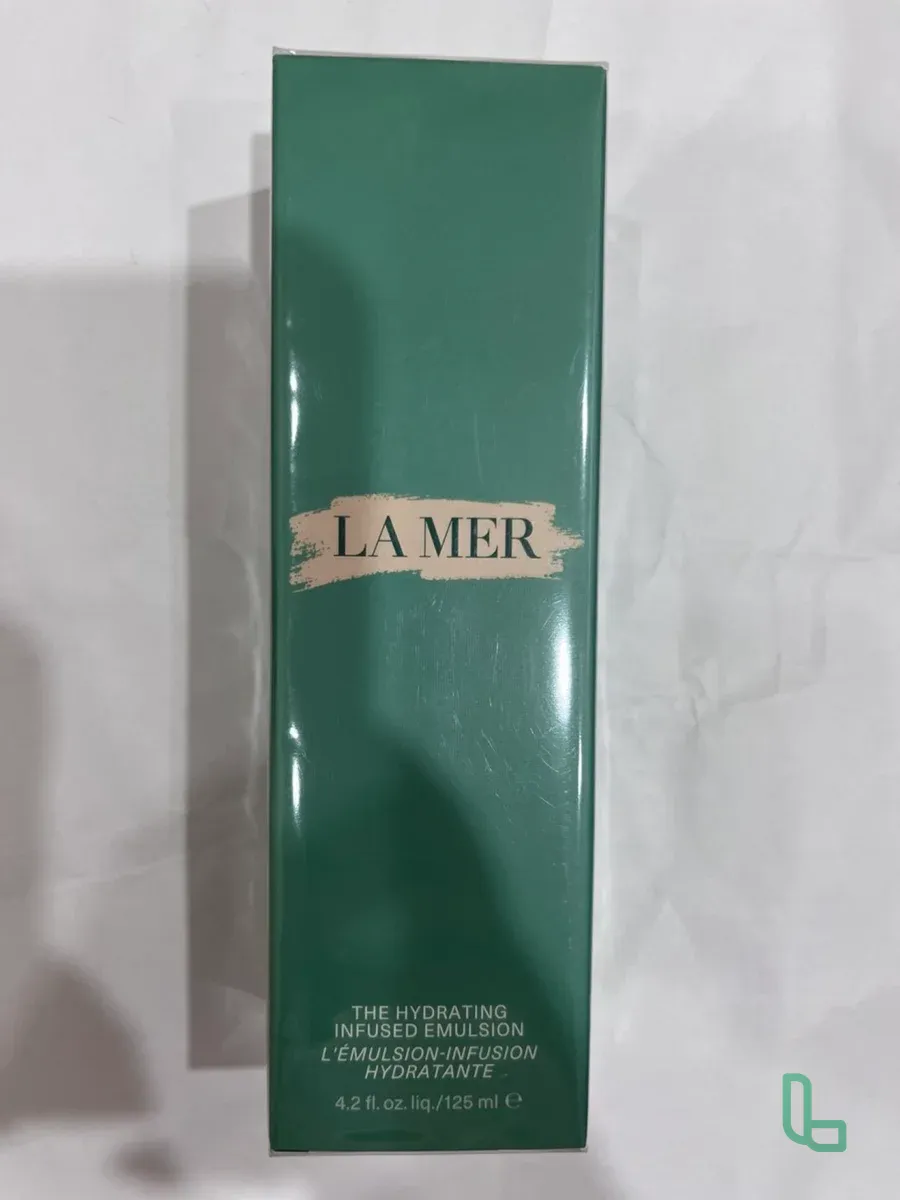 LA MER
THE HYDRATING
INFUSED EMULSION
L'ÉMULSION-INFUSION
HYDRATANTE
4.2 fl. oz. liq./125 ml ℮